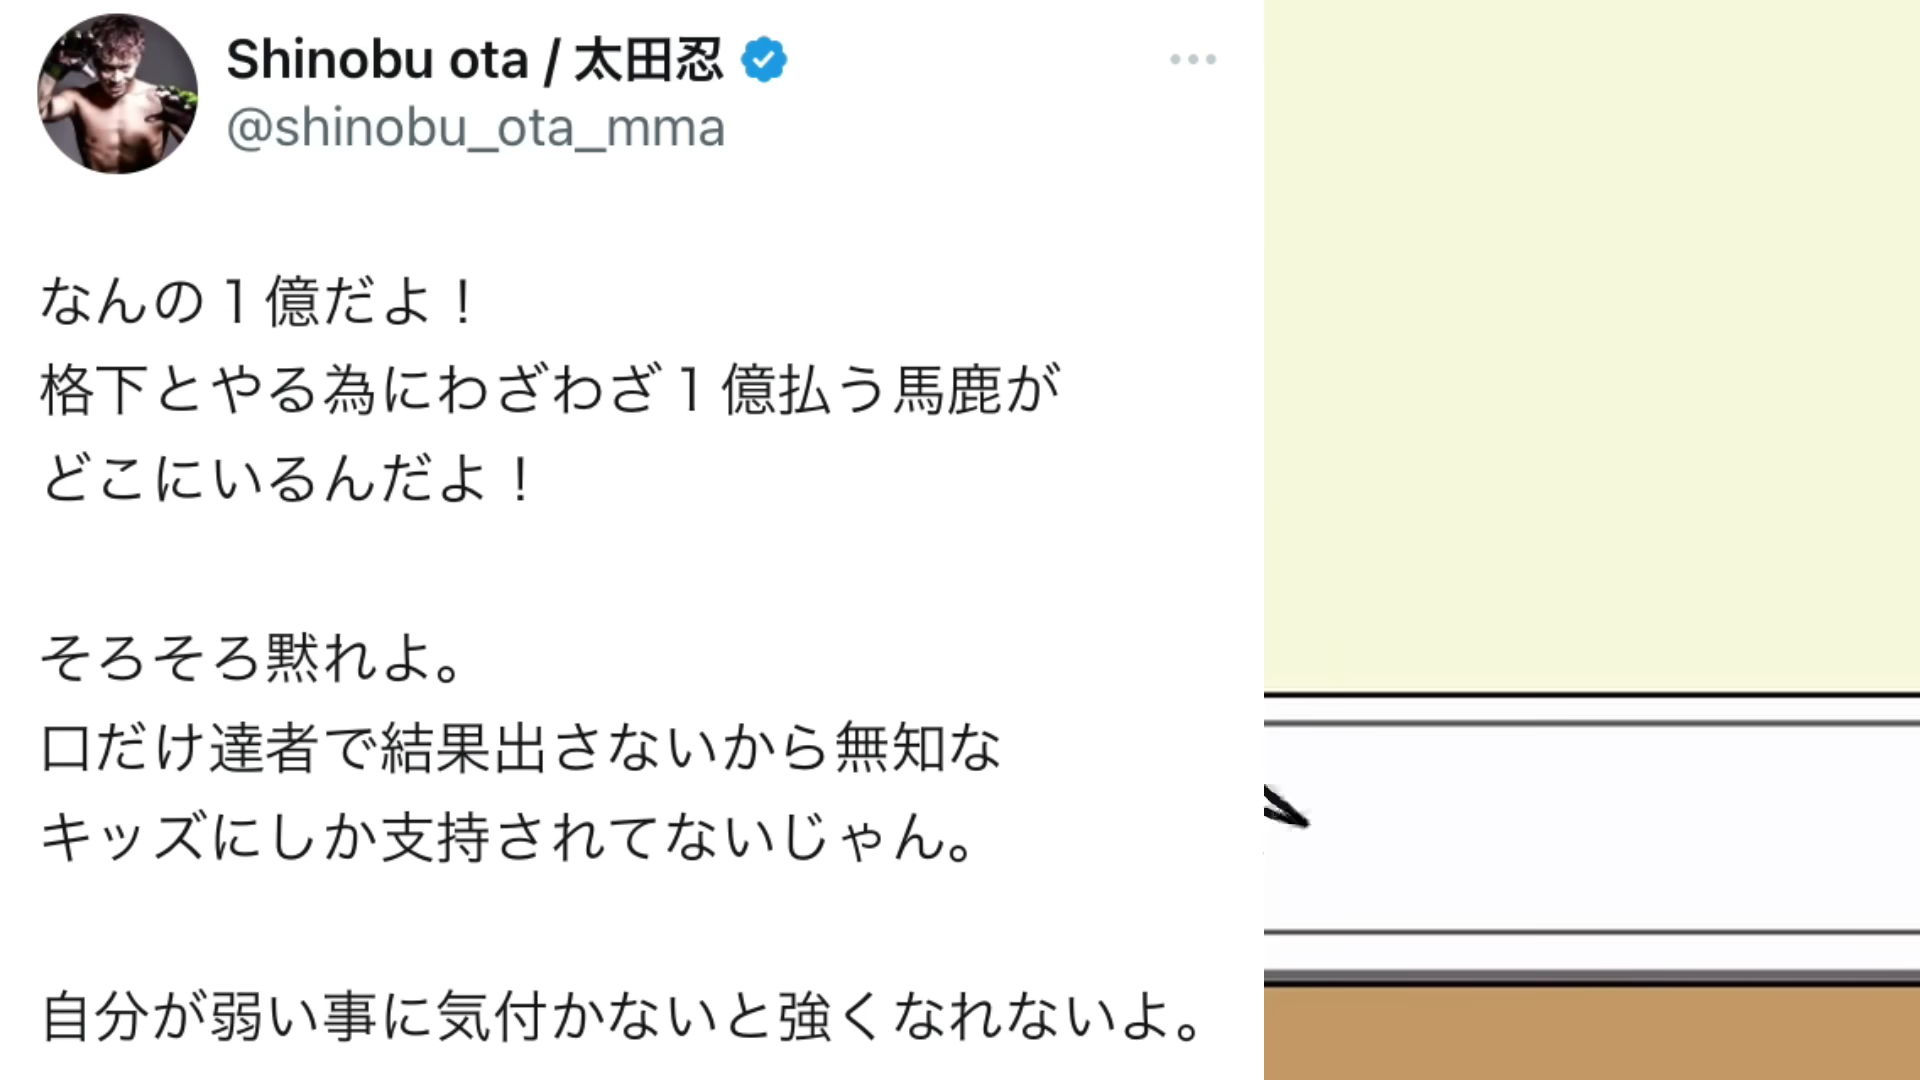 Shinobu ota / 太田忍
@shinobu_ota_mma
なんの１億だよ！
格下とやる為にわざわざ１億払う馬鹿が
どこにいるんだよ！
そろそろ黙れよ。
口だけ達者で結果出さないから無知な
キッズにしか支持されてないじゃん。
自分が弱い事に気付かないと強くなれないよ。